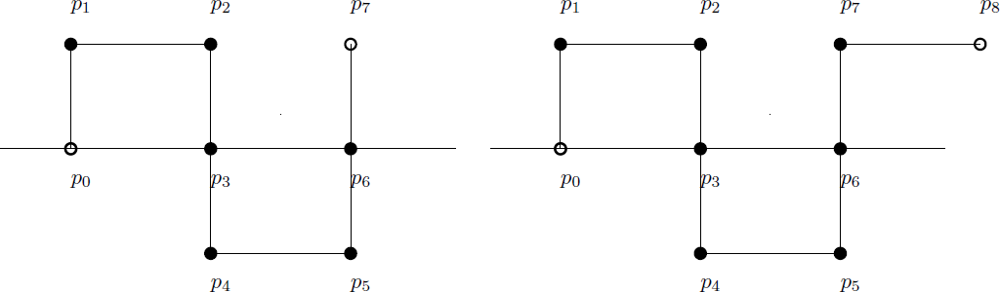 p₁ p₂ p₇ p₁ p₂ p₇ p₈
p₀ p₃ p₆ p₀ p₃ p₆
p₄ p₅ p₄ p₅